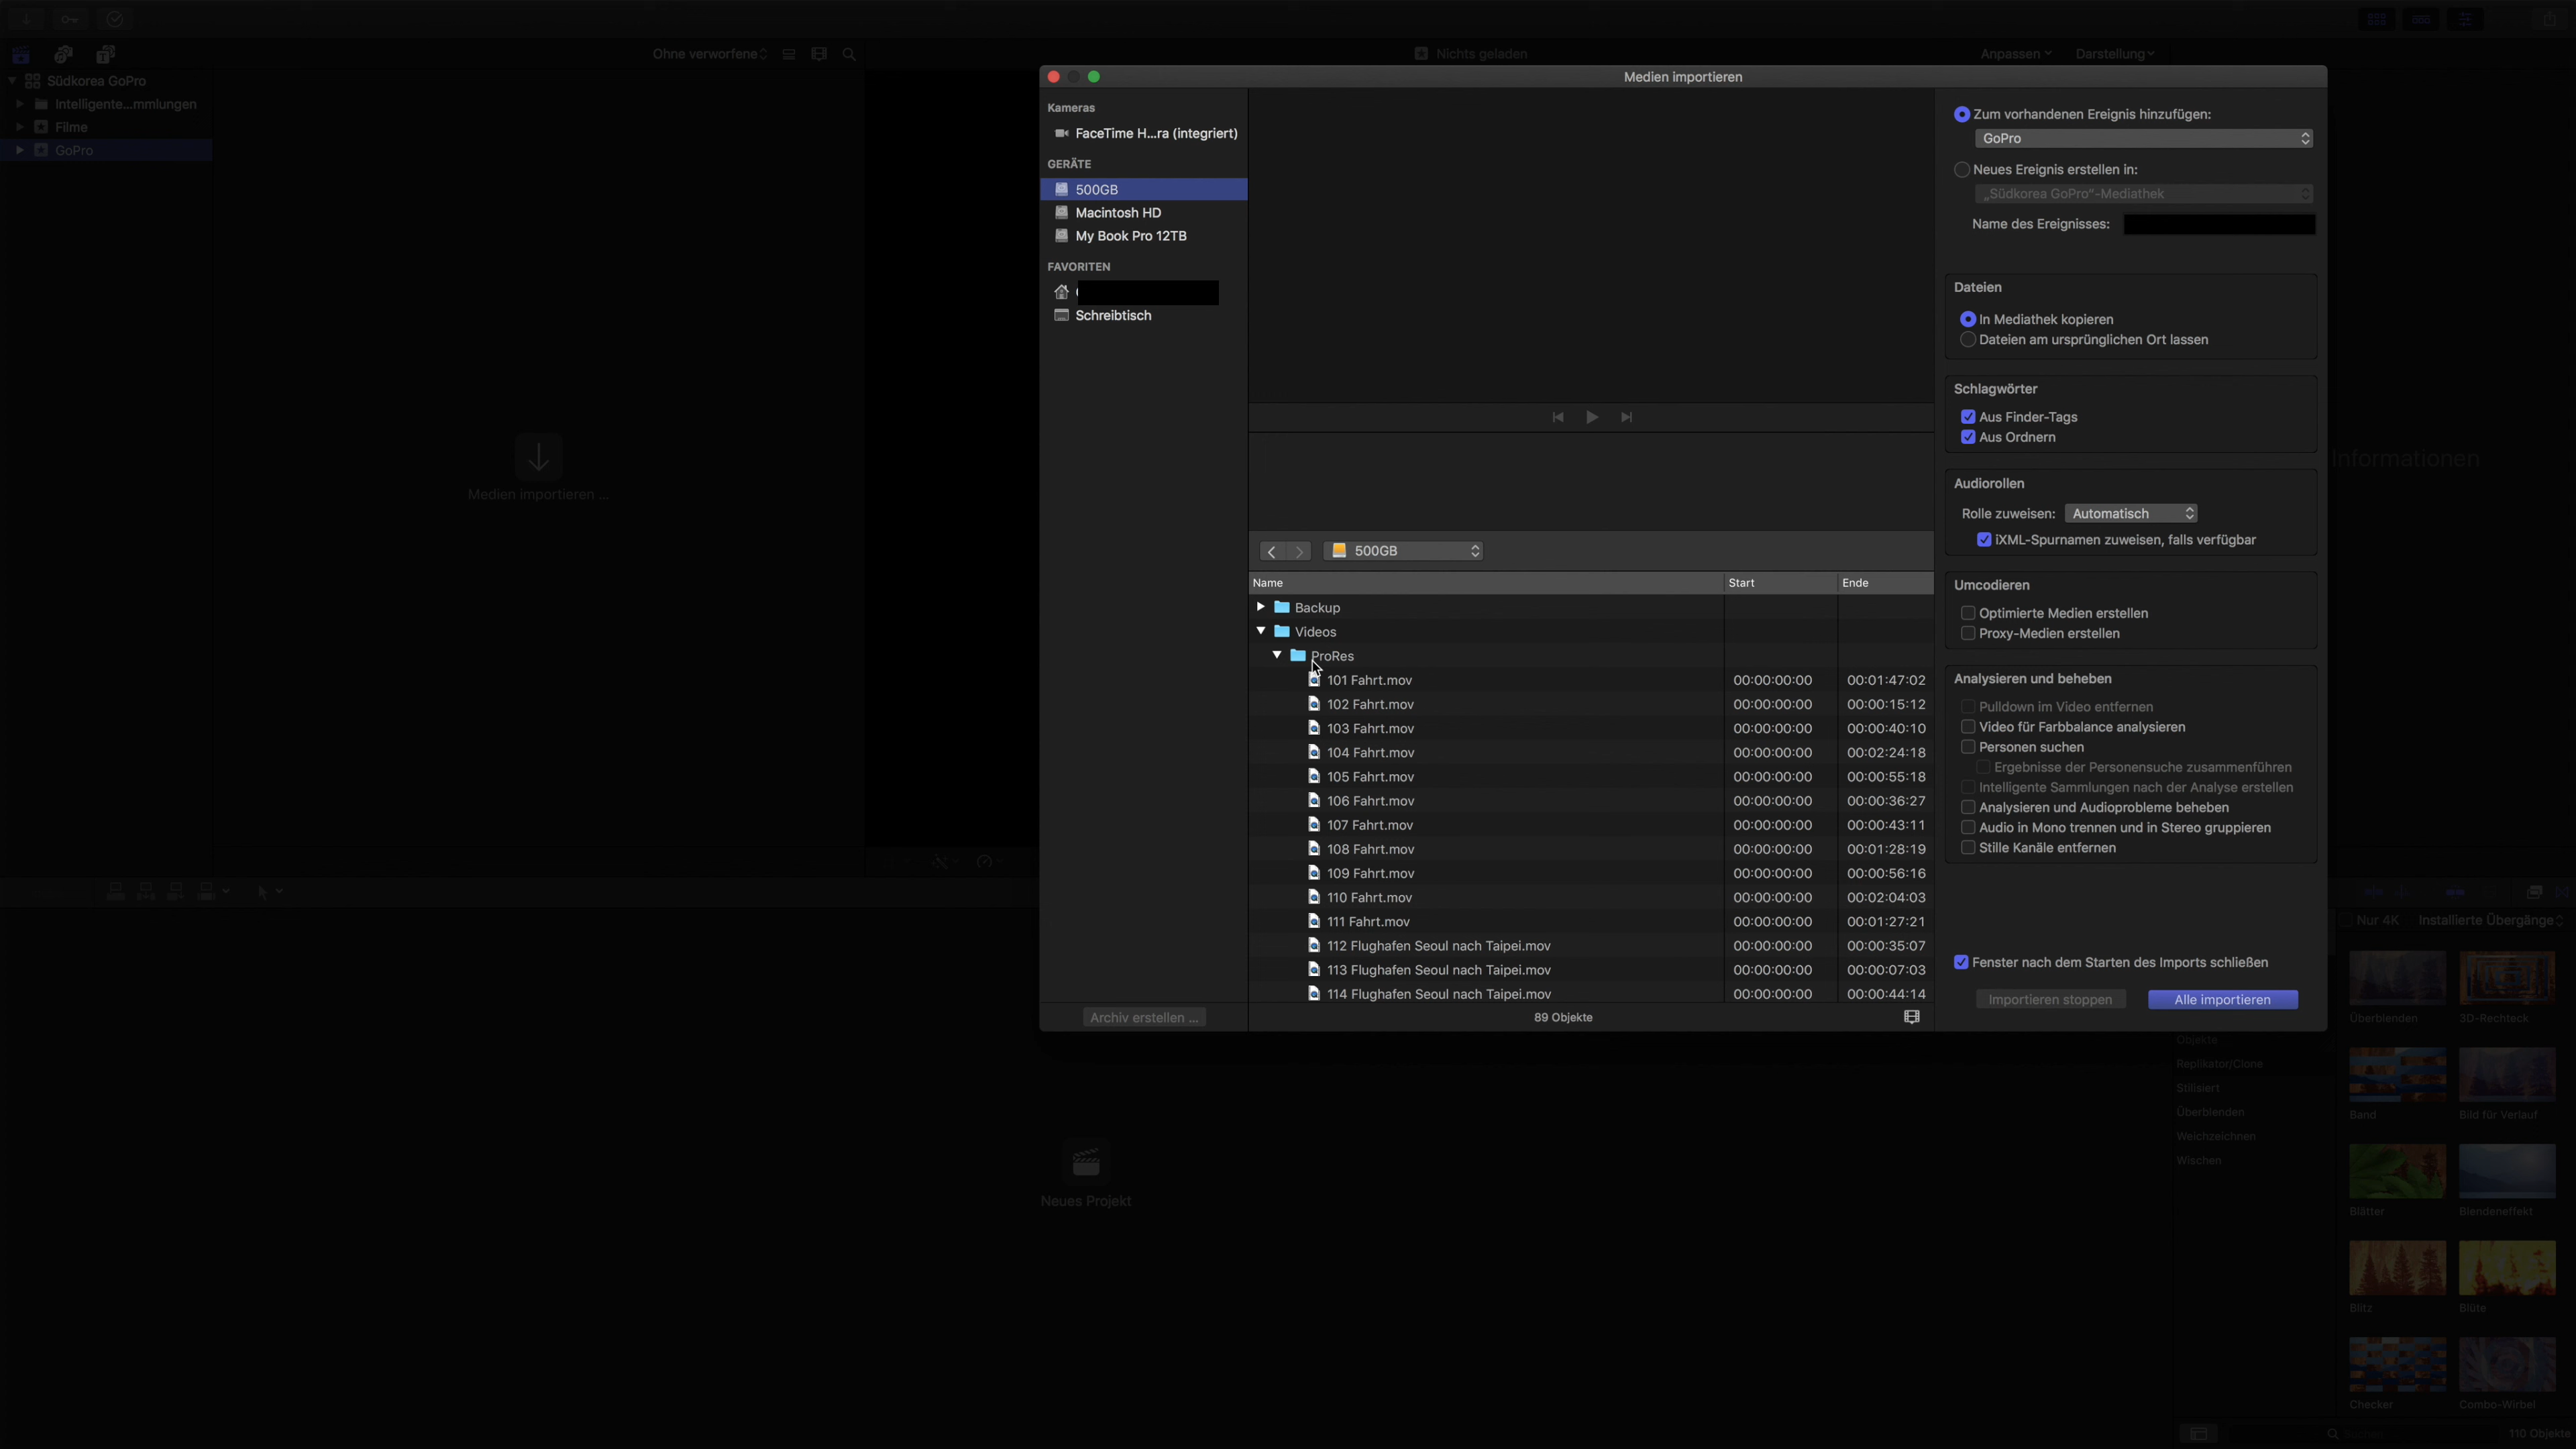 Ohne verworfene
Nichts geladen
Anpassen
Darstellung
Südkorea GoPro
Intelligente...mmlungen
Filme
GoPro
Medien importieren ...
Medien importieren
Kameras
FaceTime H...ra (integriert)
GERÄTE
500GB
Macintosh HD
My Book Pro 12TB
FAVORITEN
Schreibtisch
Archiv erstellen ...
500GB
Name Start Ende
Backup
Videos
ProRes
101 Fahrt.mov 00:00:00:00 00:01:47:02
102 Fahrt.mov 00:00:00:00 00:00:15:12
103 Fahrt.mov 00:00:00:00 00:00:40:10
104 Fahrt.mov 00:00:00:00 00:02:24:18
105 Fahrt.mov 00:00:00:00 00:00:55:18
106 Fahrt.mov 00:00:00:00 00:00:36:27
107 Fahrt.mov 00:00:00:00 00:00:43:11
108 Fahrt.mov 00:00:00:00 00:01:28:19
109 Fahrt.mov 00:00:00:00 00:00:56:16
110 Fahrt.mov 00:00:00:00 00:02:04:03
111 Fahrt.mov 00:00:00:00 00:01:27:21
112 Flughafen Seoul nach Taipei.mov 00:00:00:00 00:00:35:07
113 Flughafen Seoul nach Taipei.mov 00:00:00:00 00:00:07:03
114 Flughafen Seoul nach Taipei.mov 00:00:00:00 00:00:44:14
89 Objekte
Zum vorhandenen Ereignis hinzufügen:
GoPro
Neues Ereignis erstellen in:
„Südkorea GoPro“-Mediathek
Name des Ereignisses:
Dateien
In Mediathek kopieren
Dateien am ursprünglichen Ort lassen
Schlagwörter
Aus Finder-Tags
Aus Ordnern
Audiorollen
Rolle zuweisen: Automatisch
iXML-Spurnamen zuweisen, falls verfügbar
Umcodieren
Optimierte Medien erstellen
Proxy-Medien erstellen
Analysieren und beheben
Pulldown im Video entfernen
Video für Farbbalance analysieren
Personen suchen
Ergebnisse der Personensuche zusammenführen
Intelligente Sammlungen nach der Analyse erstellen
Analysieren und Audioprobleme beheben
Audio in Mono trennen und in Stereo gruppieren
Stille Kanäle entfernen
Fenster nach dem Starten des Imports schließen
Importieren stoppen
Alle importieren
Informationen
Neues Projekt
Nur 4K
Installierte Übergänge
Objekte
Replikator/Clone
Stilisiert
Überblenden
Weichzeichnen
Wischen
Überblenden
3D-Rechteck
Band
Bild für Verlauf
Blätter
Blendeneffekt
Blitz
Blüte
Checker
Combo-Wirbel
110 Objekte